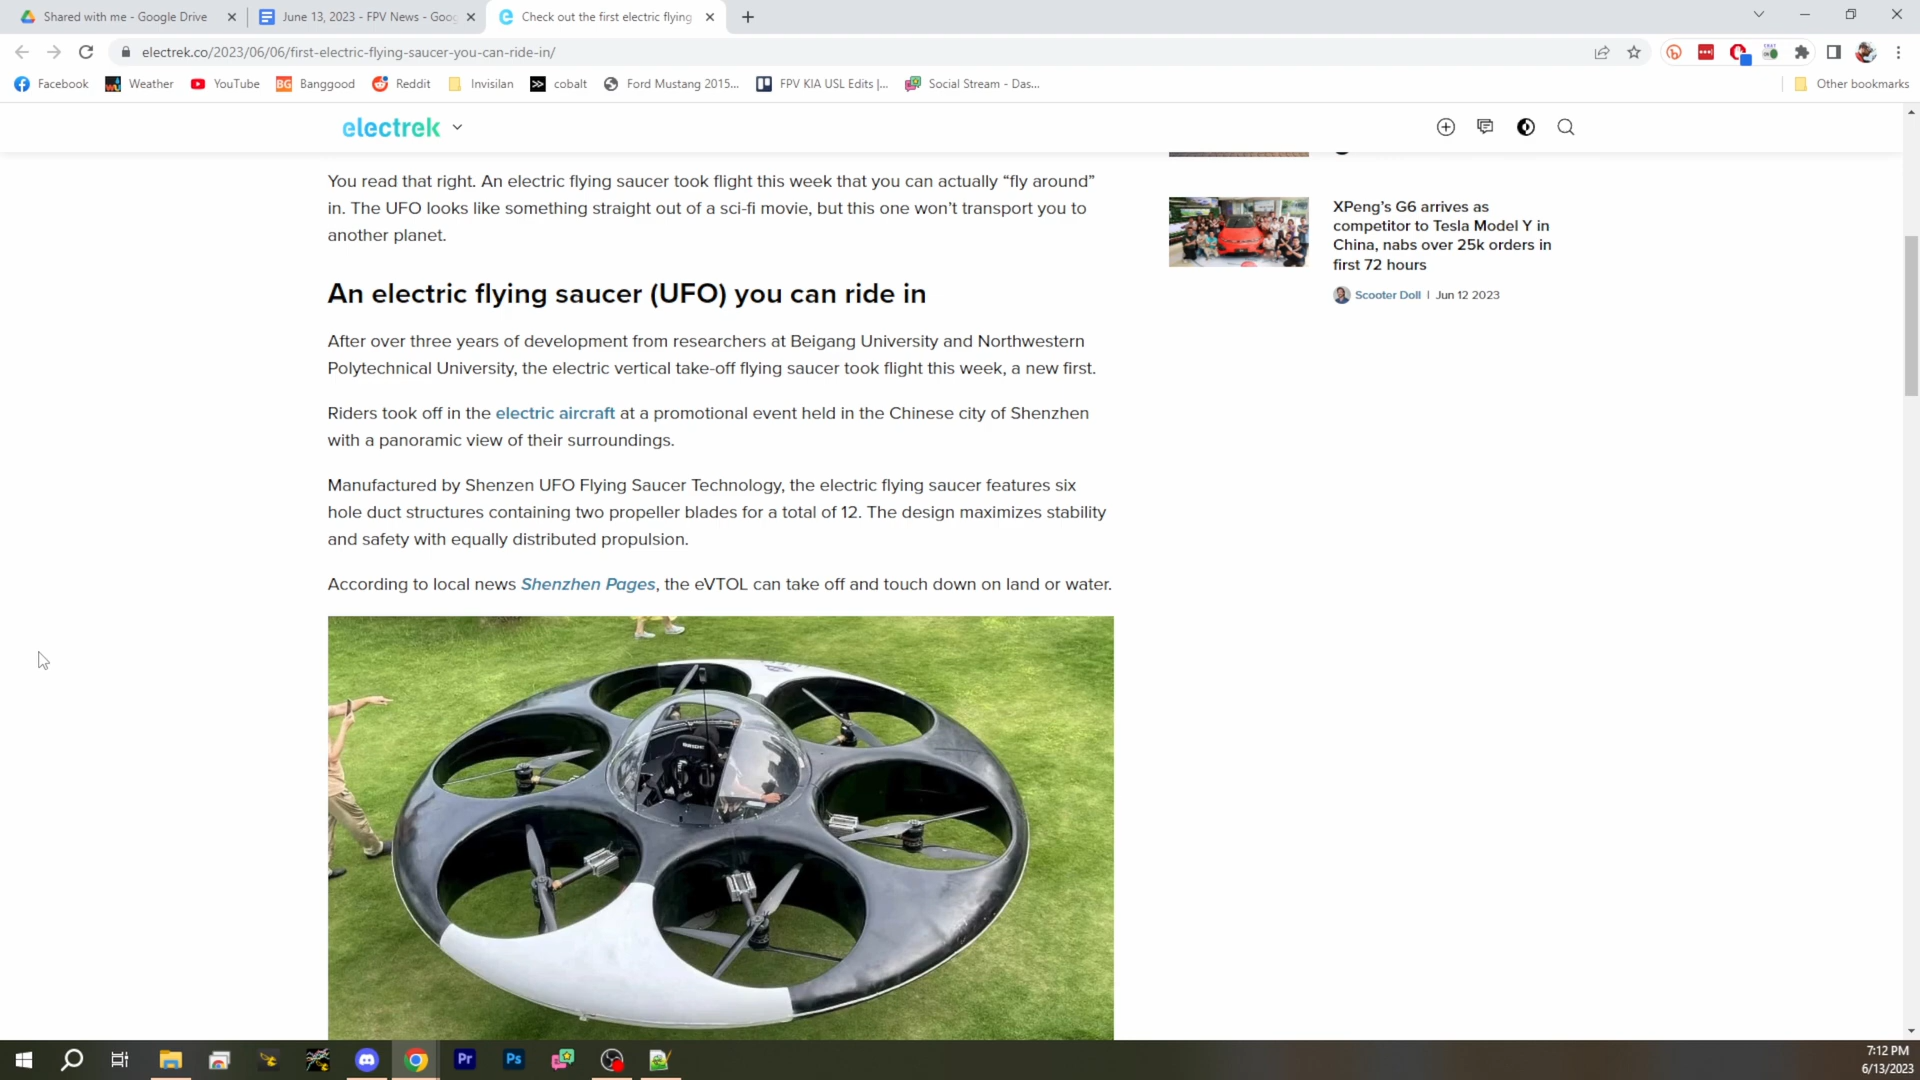 Shared with me - Google Drive
June 13, 2023 - FPV News - Goog
Check out the first electric flying
electrek.co/2023/06/06/first-electric-flying-saucer-you-can-ride-in/
Facebook
Weather
YouTube
BG Banggood
Reddit
Invisilan
cobalt
Ford Mustang 2015...
FPV KIA USL Edits |...
Social Stream - Das...
Other bookmarks
electrek
You read that right. An electric flying saucer took flight this week that you can actually “fly around”
in. The UFO looks like something straight out of a sci-fi movie, but this one won’t transport you to
another planet.
An electric flying saucer (UFO) you can ride in
After over three years of development from researchers at Beigang University and Northwestern
Polytechnical University, the electric vertical take-off flying saucer took flight this week, a new first.
Riders took off in the electric aircraft at a promotional event held in the Chinese city of Shenzhen
with a panoramic view of their surroundings.
Manufactured by Shenzen UFO Flying Saucer Technology, the electric flying saucer features six
hole duct structures containing two propeller blades for a total of 12. The design maximizes stability
and safety with equally distributed propulsion.
According to local news Shenzhen Pages, the eVTOL can take off and touch down on land or water.
XPeng’s G6 arrives as
competitor to Tesla Model Y in
China, nabs over 25k orders in
first 72 hours
Scooter Doll | Jun 12 2023
Pr
Ps
7:12 PM
6/13/2023